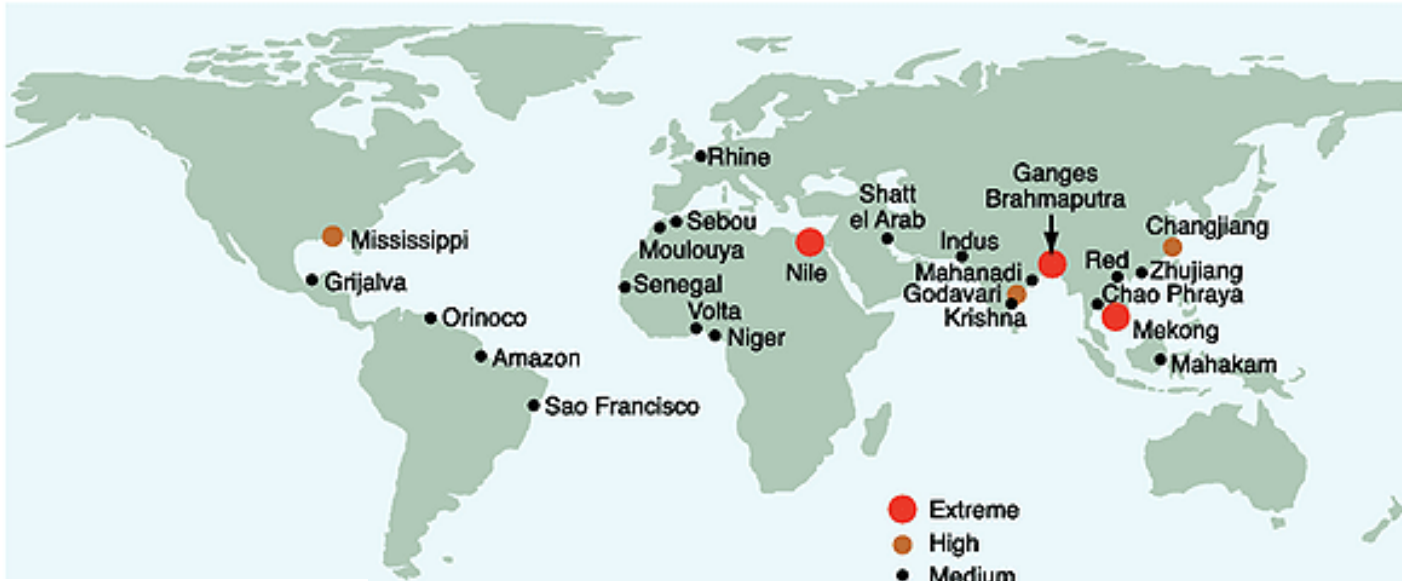 Rhine
Ganges
Brahmaputra
Shatt
el Arab
Sebou
Moulouya
Changjiang
Mississippi
Indus
Nile
Red
Zhujiang
Mahanadi
Grijalva
Senegal
Godavari
Chao Phraya
Krishna
Volta
Orinoco
Niger
Mekong
Amazon
Mahakam
Sao Francisco
Extreme
High
Medium